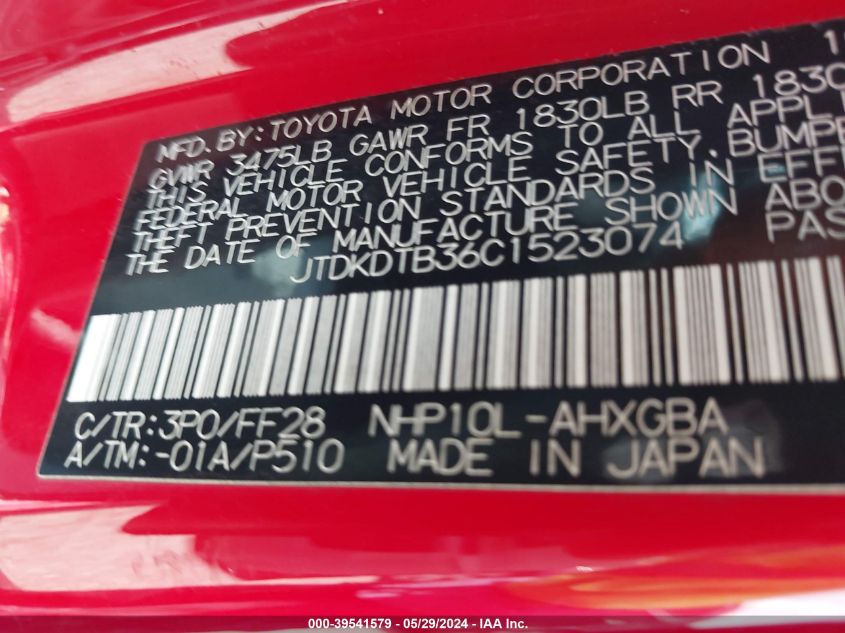 MFD. BY: TOYOTA MOTOR CORPORATION
GVWR 3475LB GAWR FR 1830LB RR 1830
THIS VEHICLE CONFORMS TO ALL APPLI
FEDERAL MOTOR VEHICLE SAFETY, BUMPE
THEFT PREVENTION STANDARDS IN EFFE
THE DATE OF MANUFACTURE SHOWN ABO
JTDKDTB36C1523074 PAS
C/TR:3P0/FF28 NHP10L-AHXGBA
A/TM:-01A/P510 MADE IN JAPAN
000-39541579 - 05/29/2024 - IAA Inc.